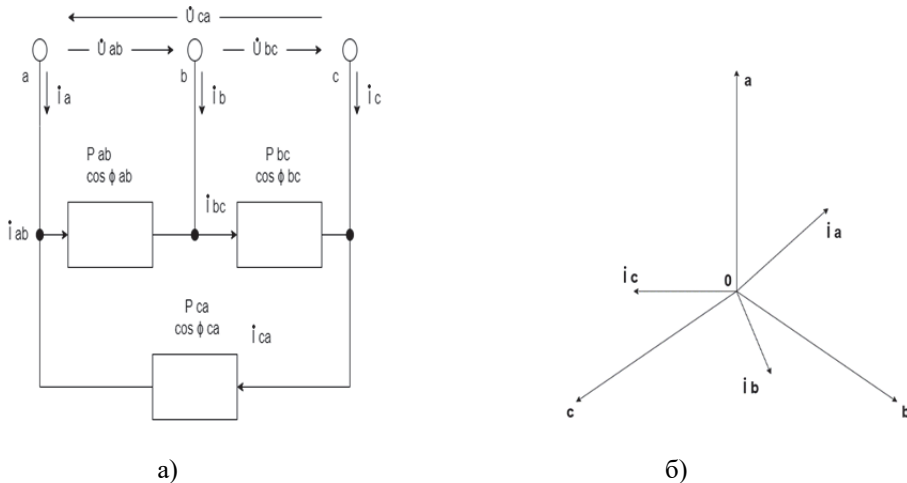 U̇ ca
U̇ ab
U̇ bc
a
b
c
İ a
İ b
İ c
P ab
cos ϕ ab
P bc
cos ϕ bc
İ ab
İ bc
P ca
cos ϕ ca
İ ca
a
İ a
İ c
0
İ b
c
b
а)
б)